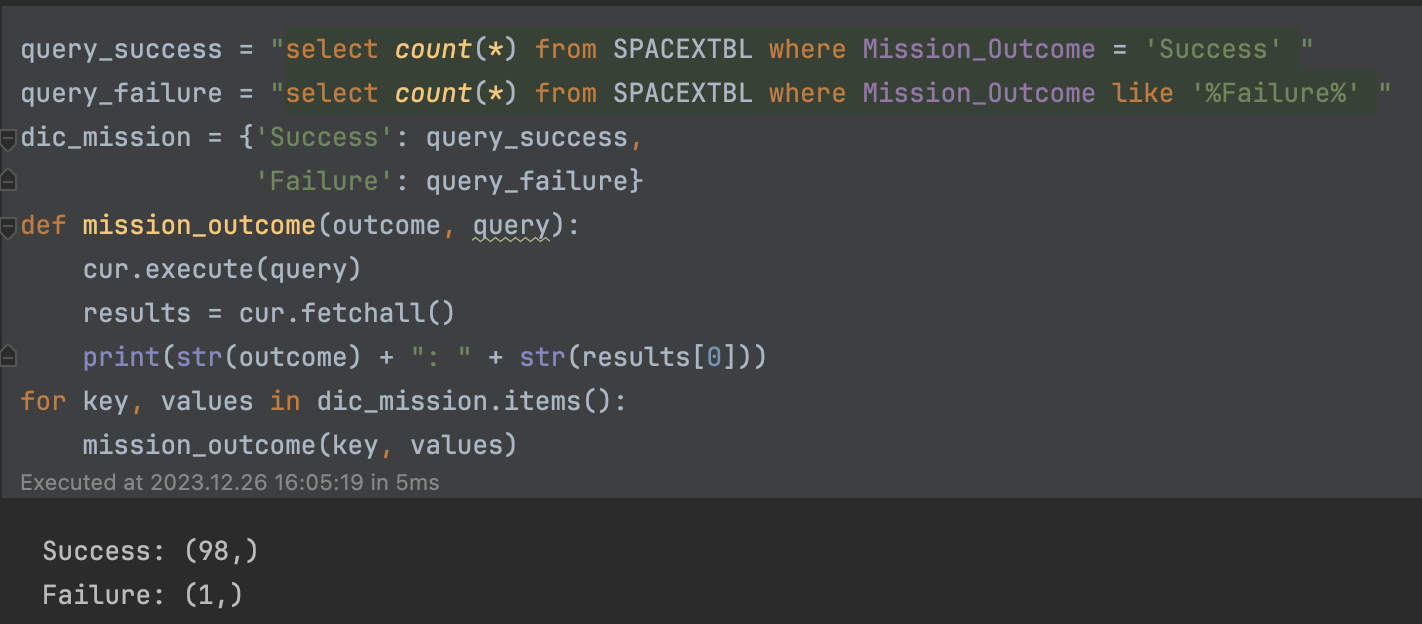 query_success = "select count(*) from SPACEXTBL where Mission_Outcome = 'Success' "
query_failure = "select count(*) from SPACEXTBL where Mission_Outcome like '%Failure%' "
dic_mission = {'Success': query_success,
               'Failure': query_failure}
def mission_outcome(outcome, query):
    cur.execute(query)
    results = cur.fetchall()
    print(str(outcome) + ": " + str(results[0]))
for key, values in dic_mission.items():
    mission_outcome(key, values)
Executed at 2023.12.26 16:05:19 in 5ms
Success: (98,)
Failure: (1,)